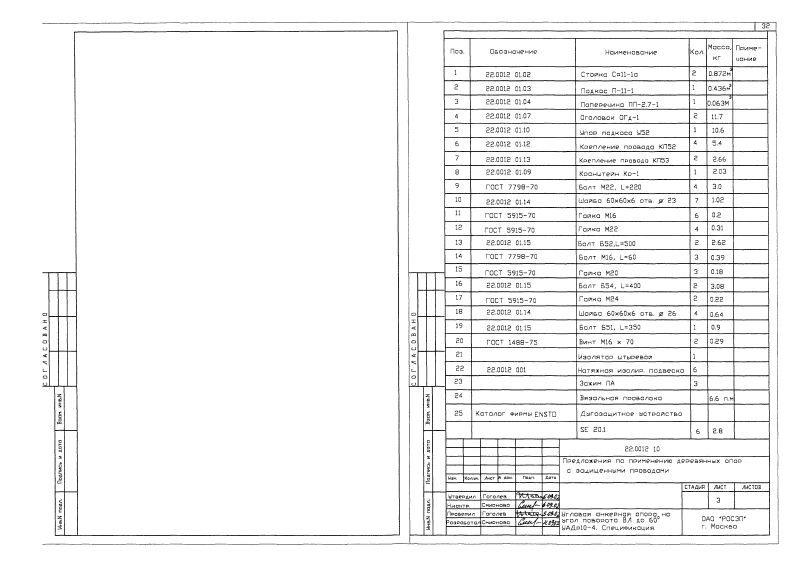 32
Поз. Обозначение Наименование Кол. Масса, кг Приме-чание
1 22.0012 01.02 Стойка Ся11-1а 2 0.872м³
2 22.0012 01.03 Подкос П-11-1 1 0.436м³
3 22.0012 01.04 Поперечина ПП-2.7-1 1 0.063М³
4 22.0012 01.07 Оголовок ОГд-1 2 11.7
5 22.0012 01.10 Упор подкоса У52 1 10.6
6 22.0012 01.12 Крепление провода КП52 4 5.4
7 22.0012 01.13 Крепление провода КП53 2 2.66
8 22.0012 01.09 Кронштейн Кр-1 1 2.03
9 ГОСТ 7798-70 Болт М22, L=220 4 3.0
10 22.0012 01.14 Шайба 60x60x6 отв. ø 23 7 1.02
11 ГОСТ 5915-70 Гайка М16 6 0.2
12 ГОСТ 5915-70 Гайка М22 4 0.31
13 22.0012 01.15 Болт Б52,L=500 2 2.62
14 ГОСТ 7798-70 Болт М16, L=60 3 0.39
15 ГОСТ 5915-70 Гайка М20 3 0.18
16 22.0012 01.15 Болт Б54, L=400 2 3.08
17 ГОСТ 5915-70 Гайка М24 2 0.22
18 22.0012 01.14 Шайба 60x60x6 отв. ø 26 4 0.64
19 22.0012 01.15 Болт Б51, L=350 1 0.9
20 ГОСТ 1488-75 Винт М16 x 70 2 0.29
21 Изолятор штыревой 1
22 22.0012 001 Натяжная изолир. подвеска 6
23 Зажим ПА 3
24 Вязальная проволока 6.6 п.м
25 Каталог фирмы ENSTO Дугозащитное устройство
SE 20.1 6 2.8
22.0012 10
Предложения по применению деревянных опор
с защищенными проводами
Изм. Колич. Лист N док. Подп. Дата
СТАДИЯ ЛИСТ ЛИСТОВ
3
Утвердил Гоголев
Н.контр. Смирнова
Проверил Гоголев
Разработал Смирнова
Угловая анкерная опора на
угол поворота ВЛ до 60°
УАДв10-4. Спецификация.
ОАО "РОСЭП"
г. Москва
СОГЛАСОВАНО
Взам. инв.N
Подпись и дата
Инв.N подл.
СОГЛАСОВАНО
Взам. инв.N
Подпись и дата
Инв.N подл.